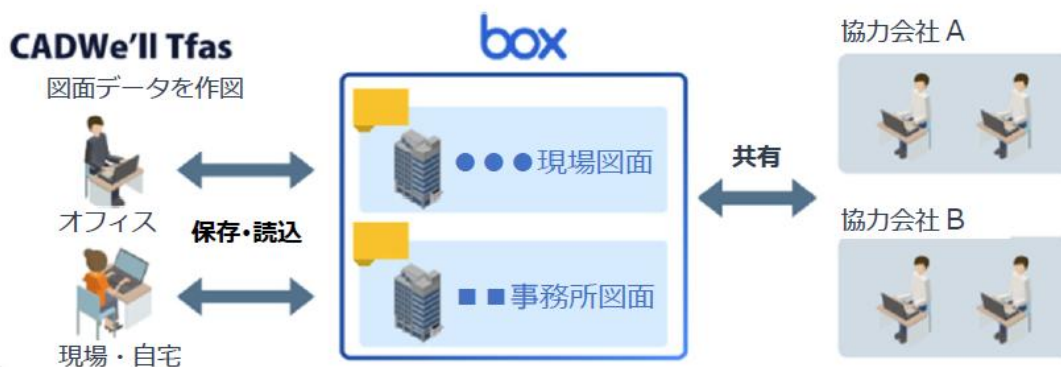 CADWe'll Tfas
図面データを作図
オフィス
現場・自宅
保存・読込
box
●●●現場図面
■■事務所図面
共有
協力会社 A
協力会社 B